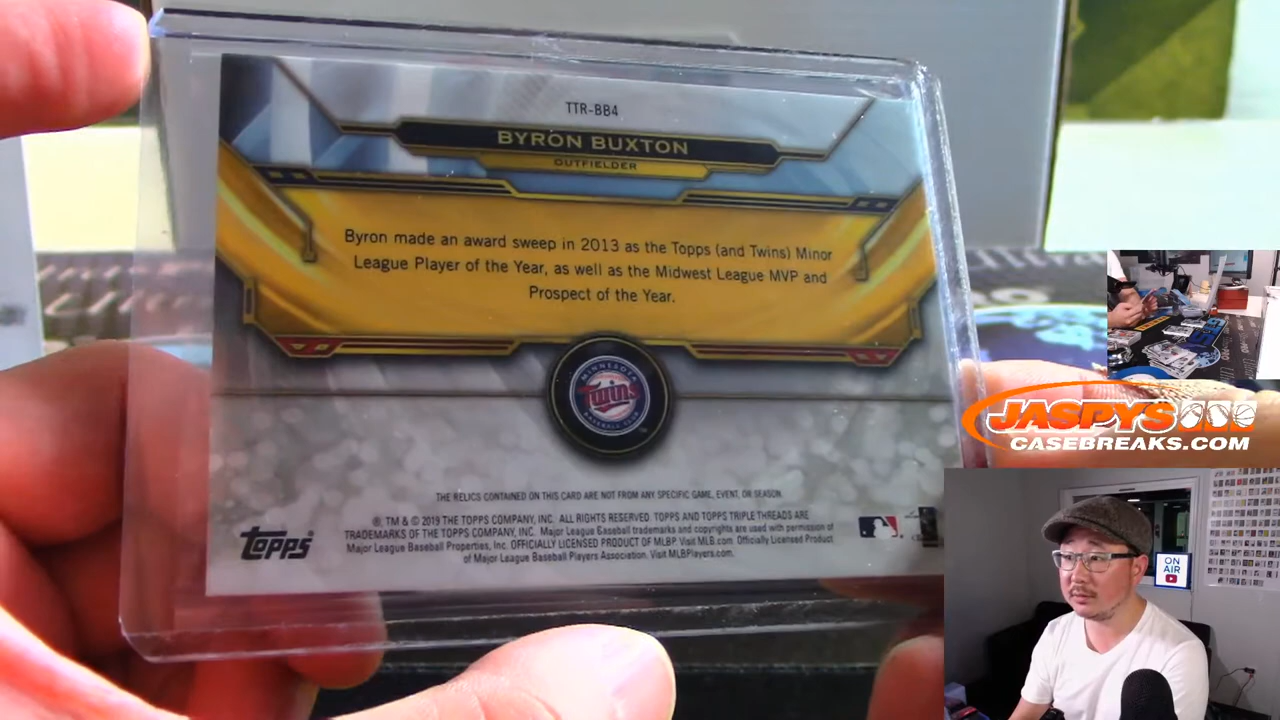 TTR-BB4
BYRON BUXTON
OUTFIELDER
Byron made an award sweep in 2013 as the Topps (and Twins) Minor
League Player of the Year, as well as the Midwest League MVP and
Prospect of the Year.
MINNESOTA
Twins
BASEBALL CLUB
THE RELICS CONTAINED ON THIS CARD ARE NOT FROM ANY SPECIFIC GAME, EVENT, OR SEASON.
®, TM & © 2019 THE TOPPS COMPANY, INC. ALL RIGHTS RESERVED. TOPPS AND TOPPS TRIPLE THREADS ARE
TRADEMARKS OF THE TOPPS COMPANY, INC. Major League Baseball trademarks and copyrights are used with permission of
Major League Baseball Properties, Inc. OFFICIALLY LICENSED PRODUCT OF MLBP Visit MLB.com. Officially Licensed Product
of Major League Baseball Players Association. Visit MLBPlayers.com.
topps
JASPYS
CASEBREAKS.COM
ON
AIR